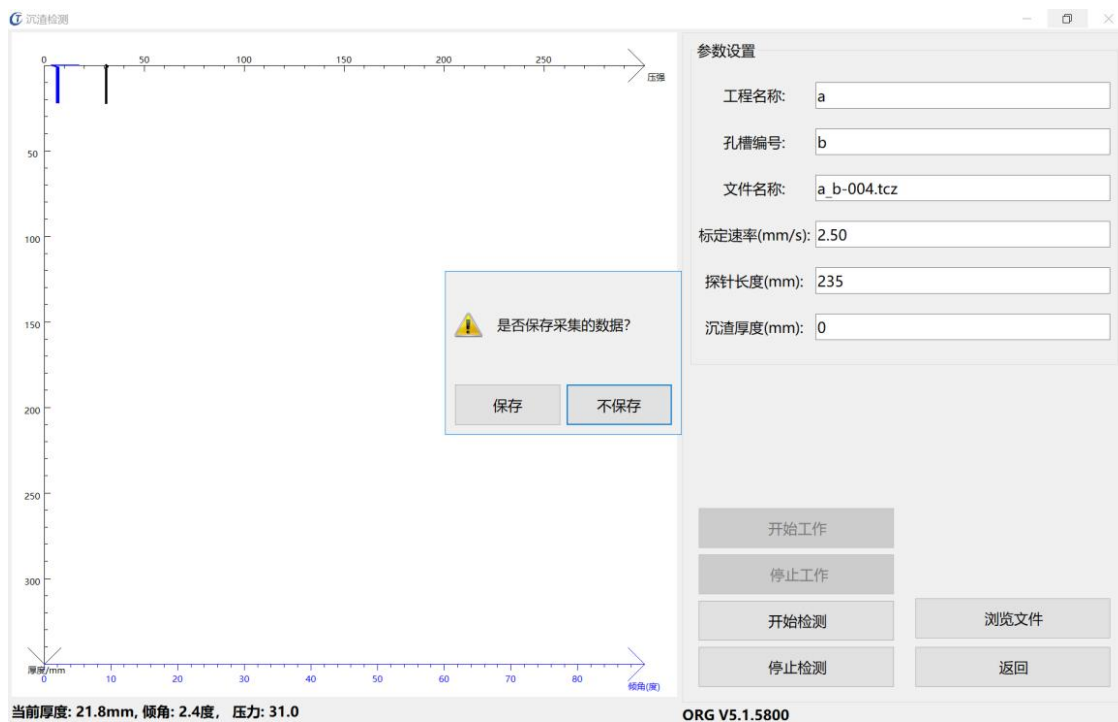 沉渣检测
0 50 100 150 200 250
压强
50
100
150
200
250
300
厚度/mm
0 10 20 30 40 50 60 70 80
倾角(度)
当前厚度: 21.8mm, 倾角: 2.4度, 压力: 31.0
是否保存采集的数据?
保存 不保存
参数设置
工程名称: a
孔槽编号: b
文件名称: a_b-004.tcz
标定速率(mm/s): 2.50
探针长度(mm): 235
沉渣厚度(mm): 0
开始工作
停止工作
开始检测 浏览文件
停止检测 返回
ORG V5.1.5800